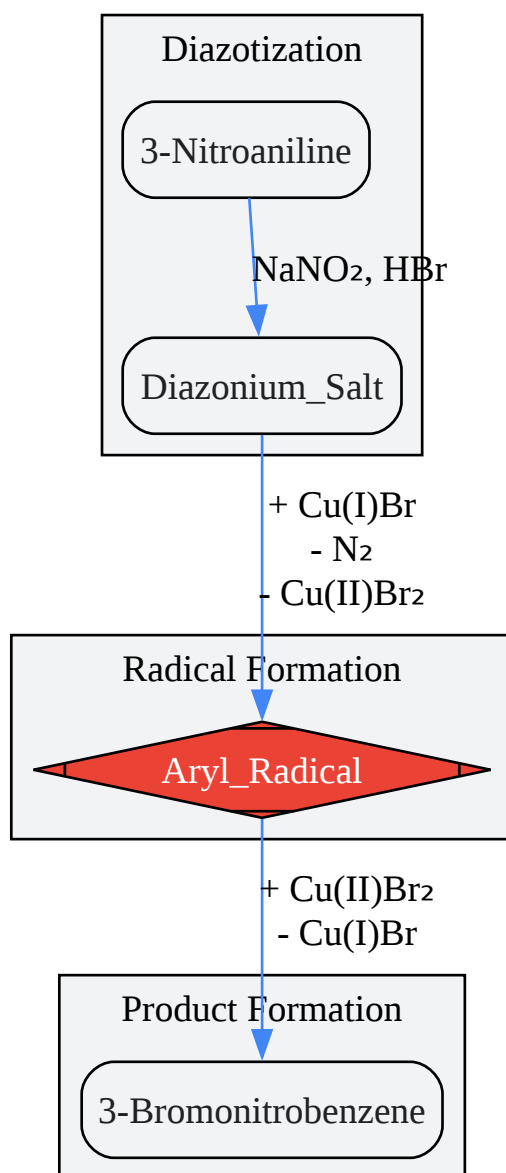 Diazotization
3-Nitroaniline
NaNO₂, HBr
Diazonium_Salt
+ Cu(I)Br
- N₂
- Cu(II)Br₂
Radical Formation
Aryl_Radical
+ Cu(II)Br₂
- Cu(I)Br
Product Formation
3-Bromonitrobenzene